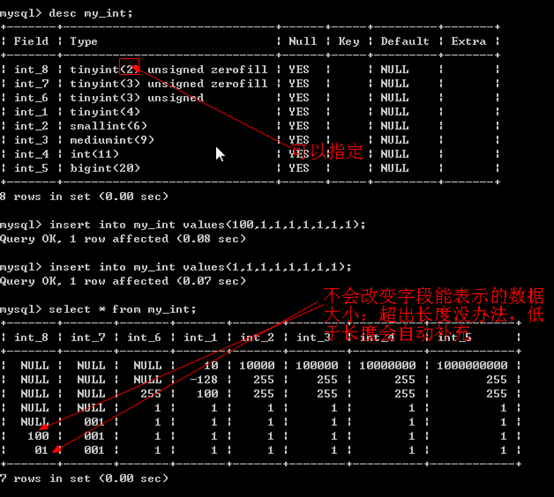 mysql> desc my_int;
| Field | Type | Null | Key | Default | Extra |
| int_8 | tinyint(2) unsigned zerofill | YES | | NULL | |
| int_7 | tinyint(3) unsigned zerofill | YES | | NULL | |
| int_6 | tinyint(3) unsigned | YES | | NULL | |
| int_1 | tinyint(4) | YES | | NULL | |
| int_2 | smallint(6) | YES | | NULL | |
| int_3 | mediumint(9) | YES | | NULL | |
| int_4 | int(11) | YES | | NULL | |
| int_5 | bigint(20) | YES | | NULL | |
可以指定
8 rows in set (0.00 sec)
mysql> insert into my_int values(100,1,1,1,1,1,1,1);
Query OK, 1 row affected (0.08 sec)
mysql> insert into my_int values(1,1,1,1,1,1,1,1);
Query OK, 1 row affected (0.07 sec)
不会改变字段能表示的数据
大小：超出长度没办法，低
于长度会自动补充
mysql> select * from my_int;
| int_8 | int_7 | int_6 | int_1 | int_2 | int_3 | int_4 | int_5 |
| NULL | NULL | NULL | 10 | 10000 | 100000 | 10000000 | 1000000000 |
| NULL | NULL | NULL | -128 | 255 | 255 | 255 | 255 |
| NULL | NULL | 255 | 100 | 255 | 255 | 255 | 255 |
| NULL | NULL | 1 | 1 | 1 | 1 | 1 | 1 |
| NULL | 001 | 1 | 1 | 1 | 1 | 1 | 1 |
| 100 | 001 | 1 | 1 | 1 | 1 | 1 | 1 |
| 01 | 001 | 1 | 1 | 1 | 1 | 1 | 1 |
7 rows in set (0.00 sec)